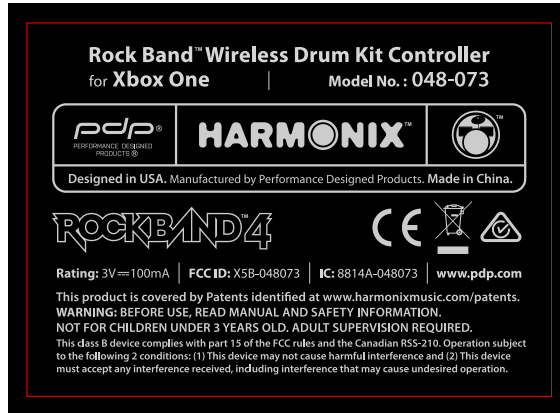 Rock Band™ Wireless Drum Kit Controller
for Xbox One | Model No. : 048-073
pdp® HARMONIX™ ™
PERFORMANCE DESIGNED
PRODUCTS ®
Designed in USA. Manufactured by Performance Designed Products. Made in China.
ROCKBAND™4 CE
Rating: 3V⎓100mA | FCC ID: X5B-048073 | IC: 8814A-048073 | www.pdp.com
This product is covered by Patents identified at www.harmonixmusic.com/patents.
WARNING: BEFORE USE, READ MANUAL AND SAFETY INFORMATION.
NOT FOR CHILDREN UNDER 3 YEARS OLD. ADULT SUPERVISION REQUIRED.
This class B device complies with part 15 of the FCC rules and the Canadian RSS-210. Operation subject
to the following 2 conditions: (1) This device may not cause harmful interference and (2) This device
must accept any interference received, including interference that may cause undesired operation.